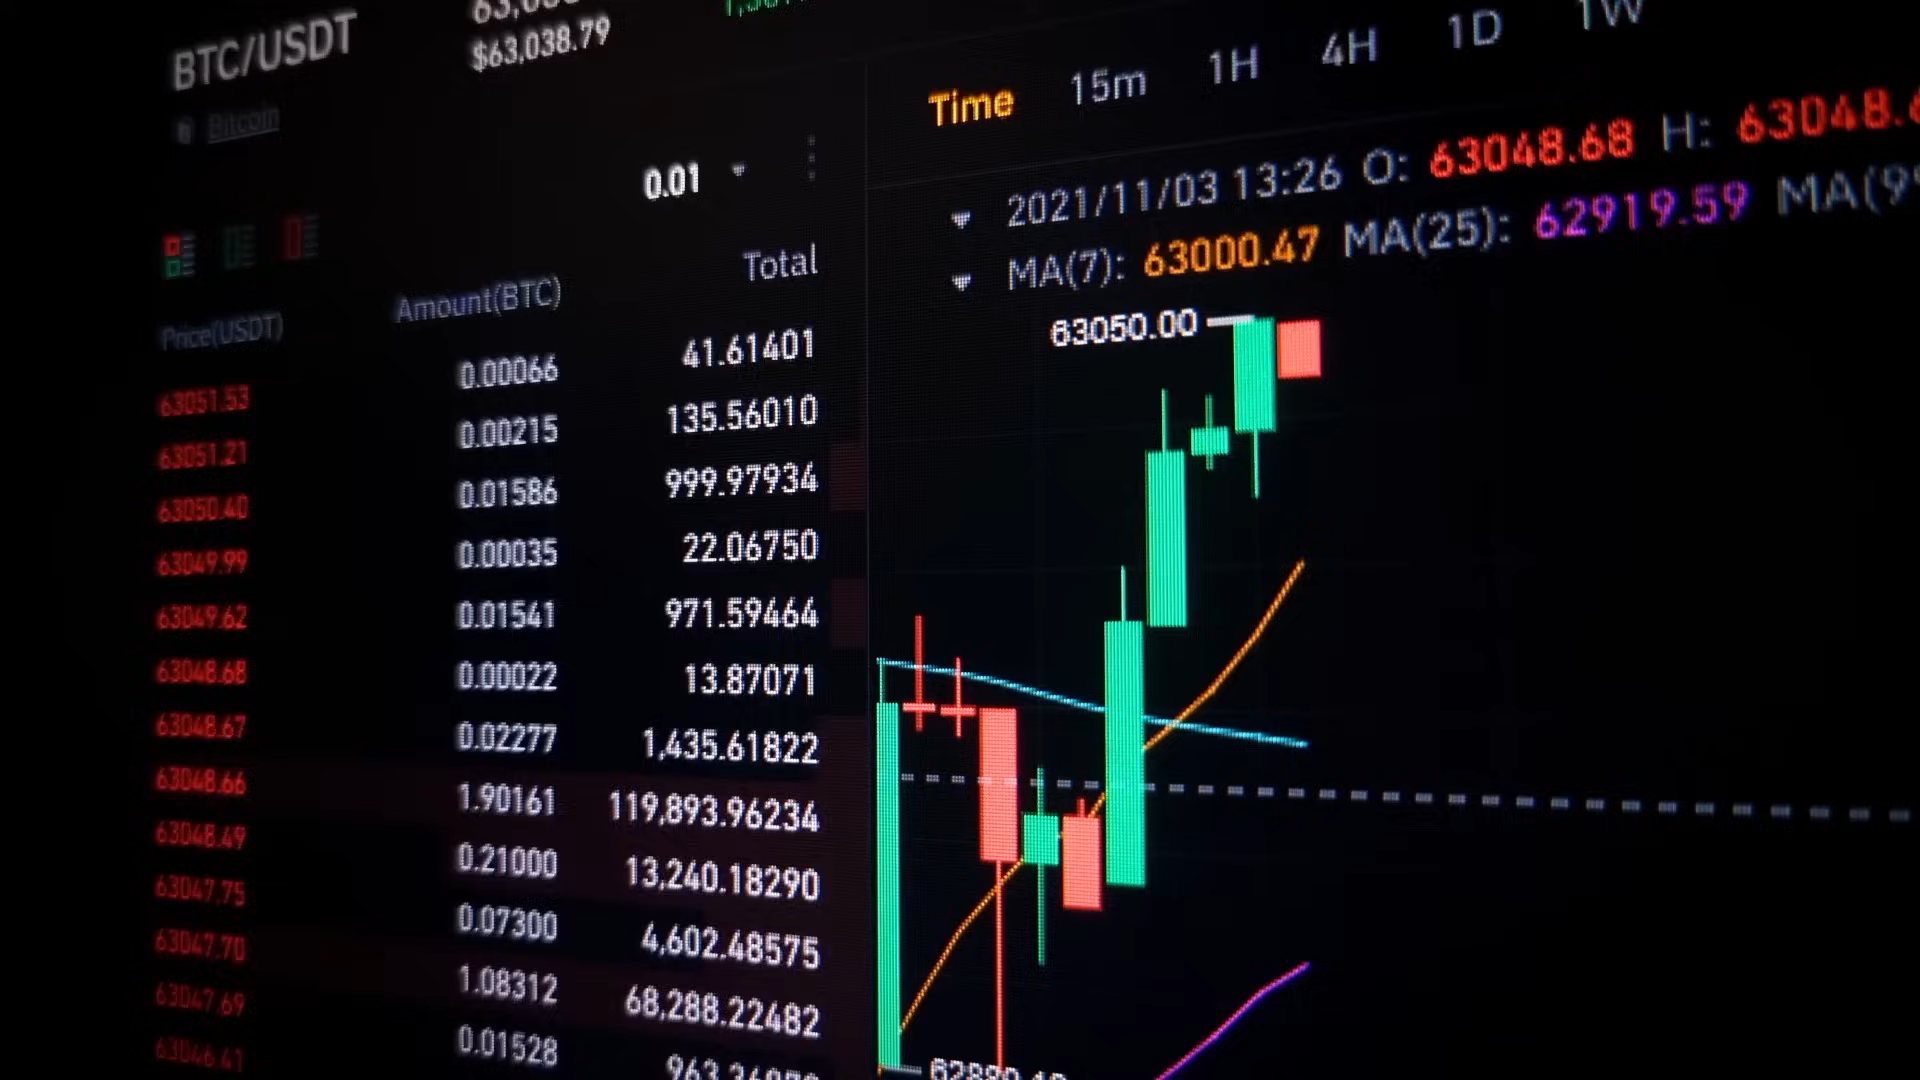 BTC/USDT
$63,038.79
Bitcoin
0.01
Price(USDT) Amount(BTC) Total
63051.53 0.00066 41.61401
63051.21 0.00215 135.56010
63050.40 0.01586 999.97934
63049.99 0.00035 22.06750
63049.62 0.01541 971.59464
63048.68 0.00022 13.87071
63048.67 0.02277 1,435.61822
63048.66 1.90161 119,893.96234
63048.49 0.21000 13,240.18290
63047.75 0.07300 4,602.48575
63047.70 1.08312 68,288.22482
63047.69 0.01528
63046.41
Time 15m 1H 4H 1D 1W
2021/11/03 13:26 O: 63048.68 H: 63048.6
MA(7): 63000.47 MA(25): 62919.59 MA(99
63050.00